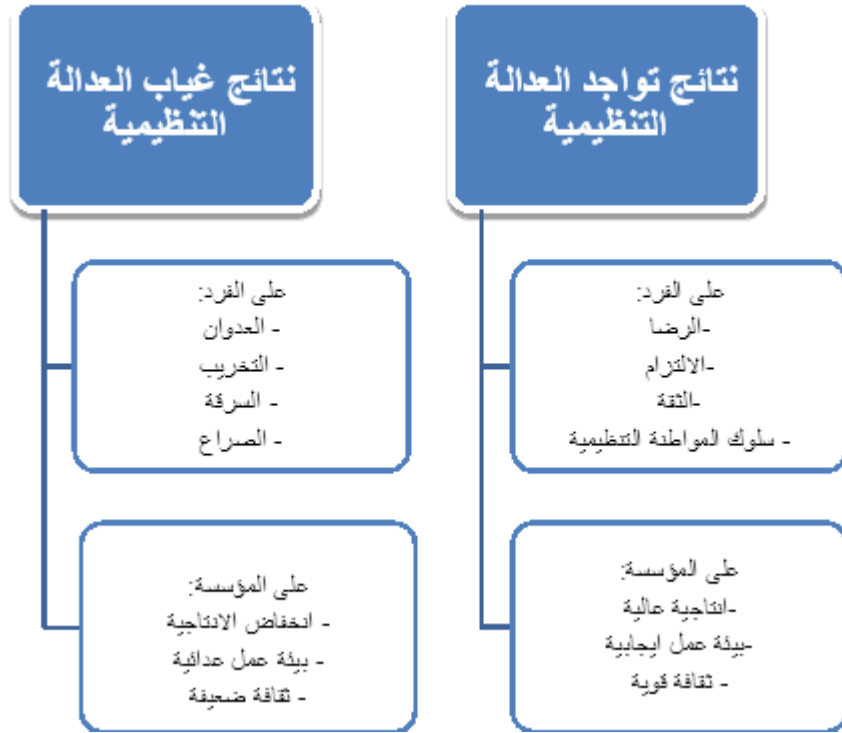 نتائج تواجد العدالة
التنظيمية
على الفرد:
-الرضا
-الالتزام
-الثقة
- سلوك المواطنة التنظيمية
على المؤسسة:
-انتاجية عالية
-بيئة عمل ايجابية
- ثقافة قوية
نتائج غياب العدالة
التنظيمية
على الفرد:
- العدوان
- التخريب
- السرقة
- الصراع
على المؤسسة:
- انخفاض الانتاجية
- بيئة عمل عدائية
- ثقافة ضعيفة